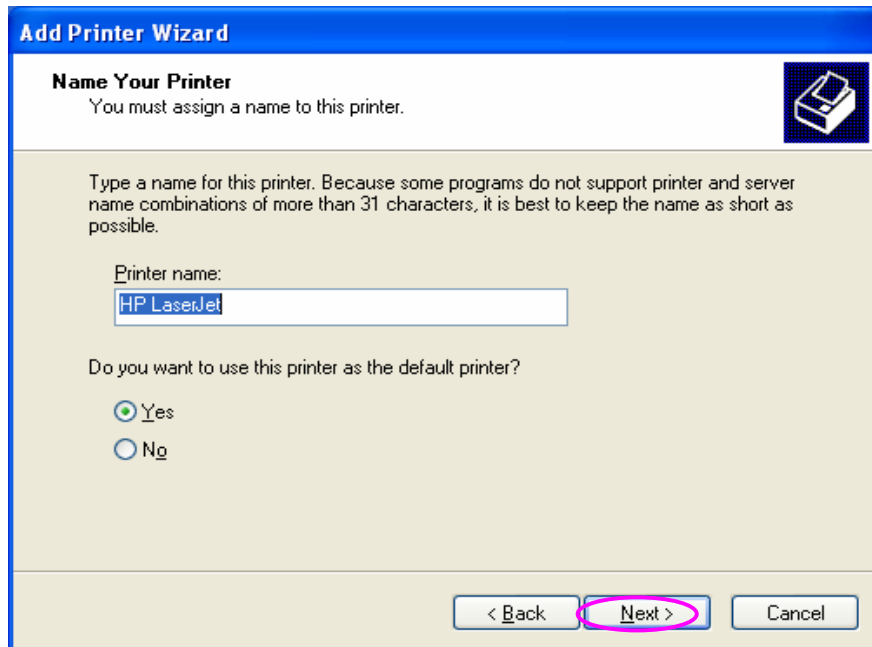 Add Printer Wizard
Name Your Printer
You must assign a name to this printer.
Type a name for this printer. Because some programs do not support printer and server
name combinations of more than 31 characters, it is best to keep the name as short as
possible.
Printer name:
HP LaserJet
Do you want to use this printer as the default printer?
Yes
No
< Back Next > Cancel